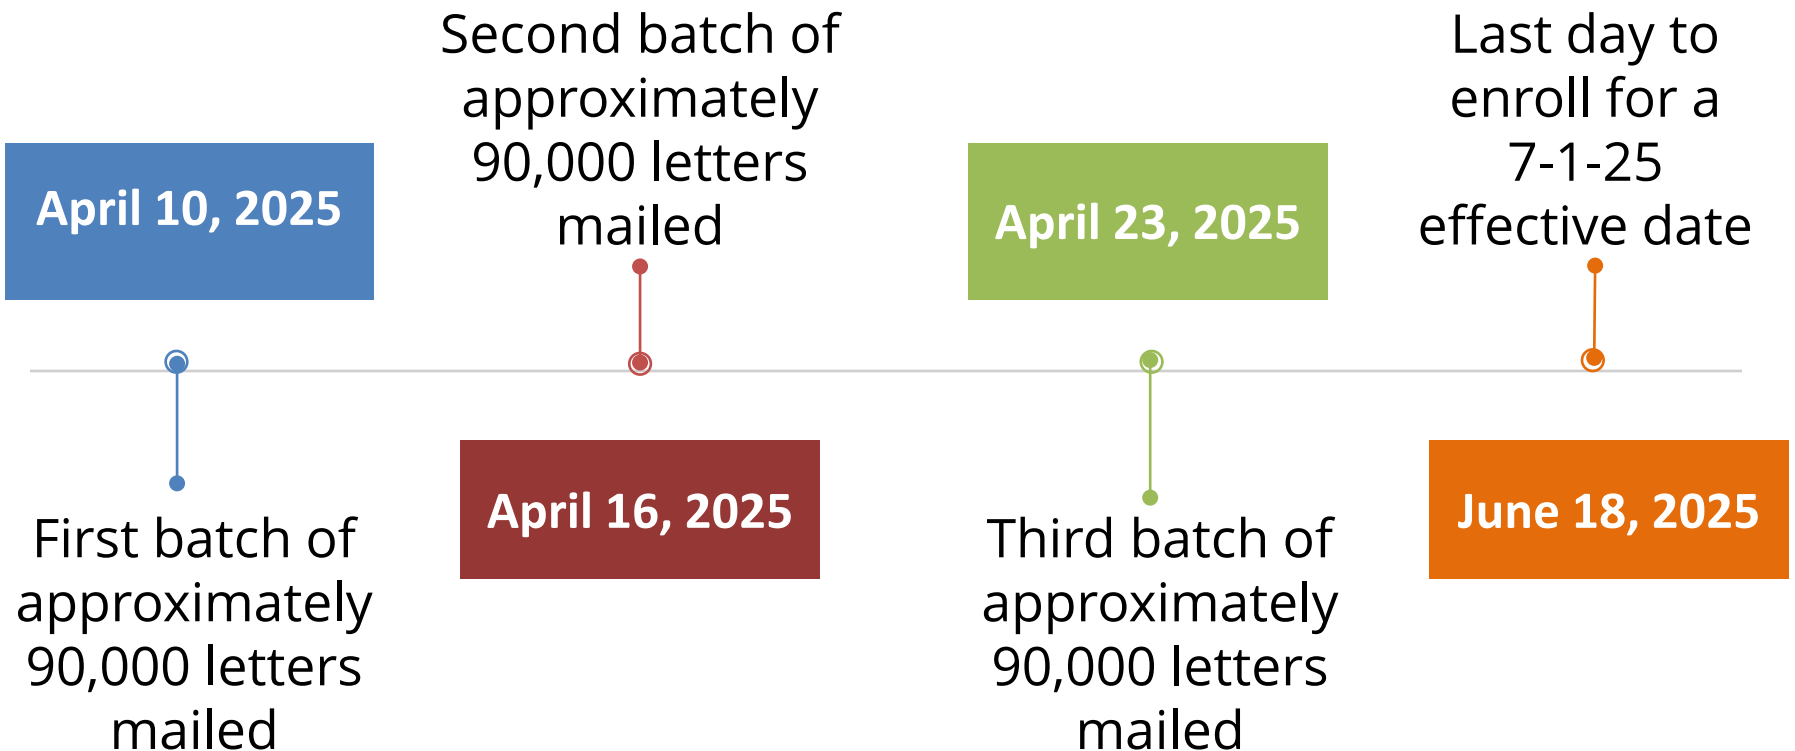 April 10, 2025
First batch of
approximately
90,000 letters
mailed
Second batch of
approximately
90,000 letters
mailed
April 16, 2025
April 23, 2025
Third batch of
approximately
90,000 letters
mailed
Last day to
enroll for a
7-1-25
effective date
June 18, 2025